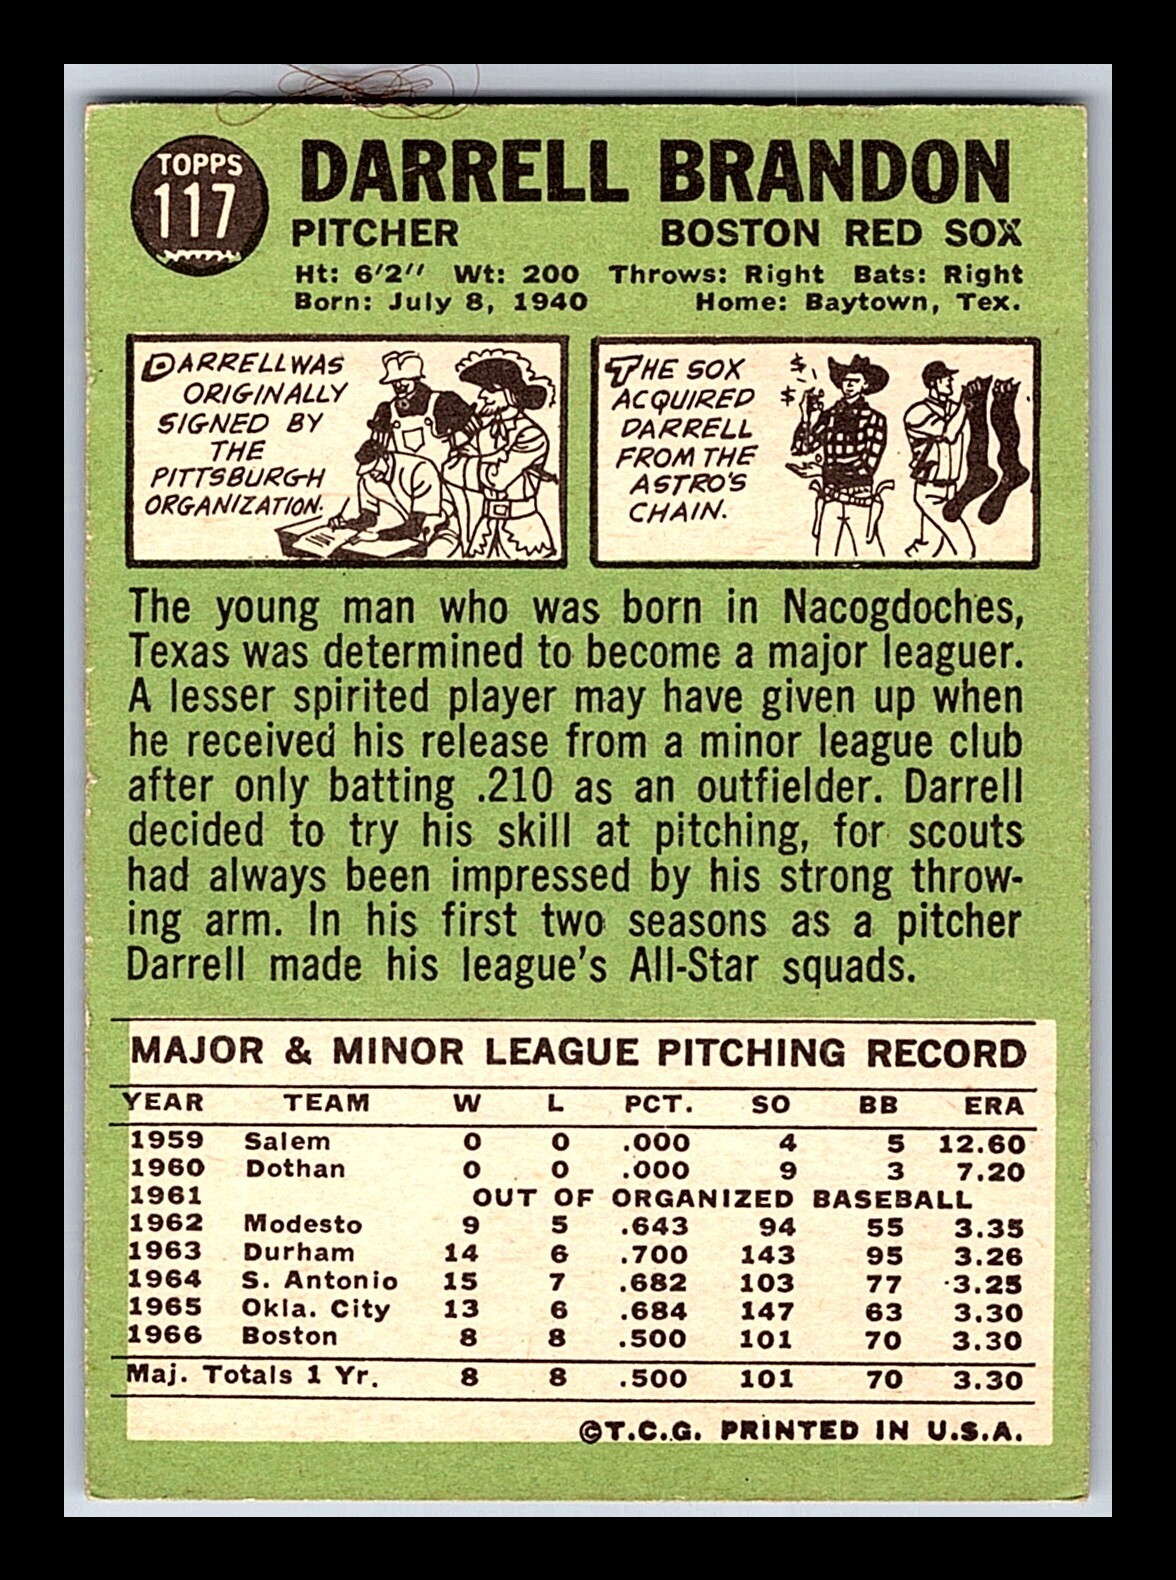 TOPPS
117
DARRELL BRANDON
PITCHER BOSTON RED SOX
Ht: 6'2" Wt: 200 Throws: Right Bats: Right
Born: July 8, 1940 Home: Baytown, Tex.
DARRELL WAS
ORIGINALLY
SIGNED BY
THE
PITTSBURGH
ORGANIZATION.
THE SOX
ACQUIRED
DARRELL
FROM THE
ASTRO'S
CHAIN.
$
$
The young man who was born in Nacogdoches,
Texas was determined to become a major leaguer.
A lesser spirited player may have given up when
he received his release from a minor league club
after only batting .210 as an outfielder. Darrell
decided to try his skill at pitching, for scouts
had always been impressed by his strong throw-
ing arm. In his first two seasons as a pitcher
Darrell made his league's All-Star squads.
MAJOR & MINOR LEAGUE PITCHING RECORD
YEAR TEAM W L PCT. SO BB ERA
1959 Salem 0 0 .000 4 5 12.60
1960 Dothan 0 0 .000 9 3 7.20
1961 OUT OF ORGANIZED BASEBALL
1962 Modesto 9 5 .643 94 55 3.35
1963 Durham 14 6 .700 143 95 3.26
1964 S. Antonio 15 7 .682 103 77 3.25
1965 Okla. City 13 6 .684 147 63 3.30
1966 Boston 8 8 .500 101 70 3.30
Maj. Totals 1 Yr. 8 8 .500 101 70 3.30
©T.C.G. PRINTED IN U.S.A.